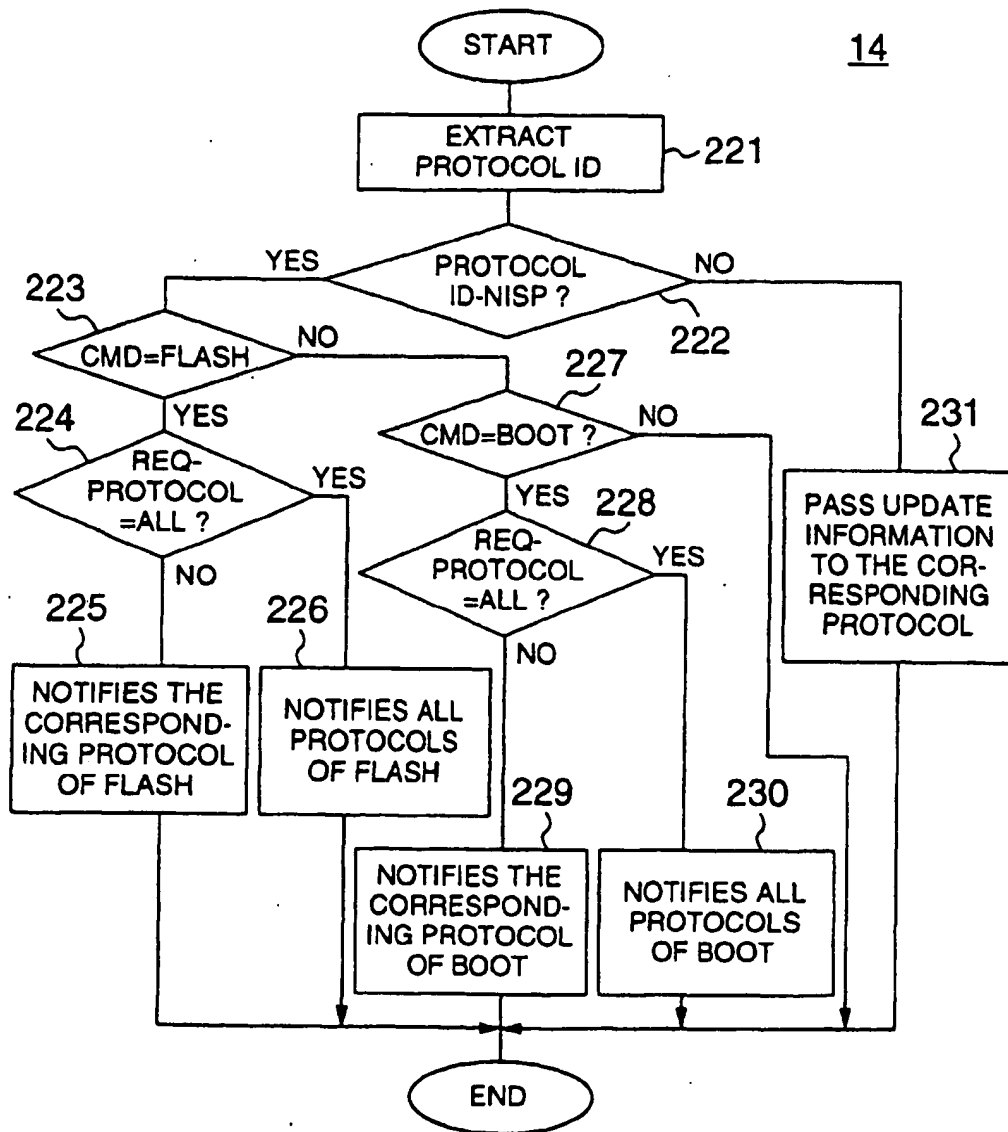 START
14
EXTRACT
PROTOCOL ID
221
YES
PROTOCOL
ID-NISP ?
NO
222
223
CMD=FLASH
NO
YES
227
CMD=BOOT ?
NO
YES
224
REQ-
PROTOCOL
=ALL ?
YES
NO
228
REQ-
PROTOCOL
=ALL ?
YES
NO
231
PASS UPDATE
INFORMATION
TO THE COR-
RESPONDING
PROTOCOL
225
NOTIFIES THE
CORRESPOND-
ING PROTOCOL
OF FLASH
226
NOTIFIES ALL
PROTOCOLS
OF FLASH
229
NOTIFIES THE
CORRESPOND-
ING PROTOCOL
OF BOOT
230
NOTIFIES ALL
PROTOCOLS
OF BOOT
END